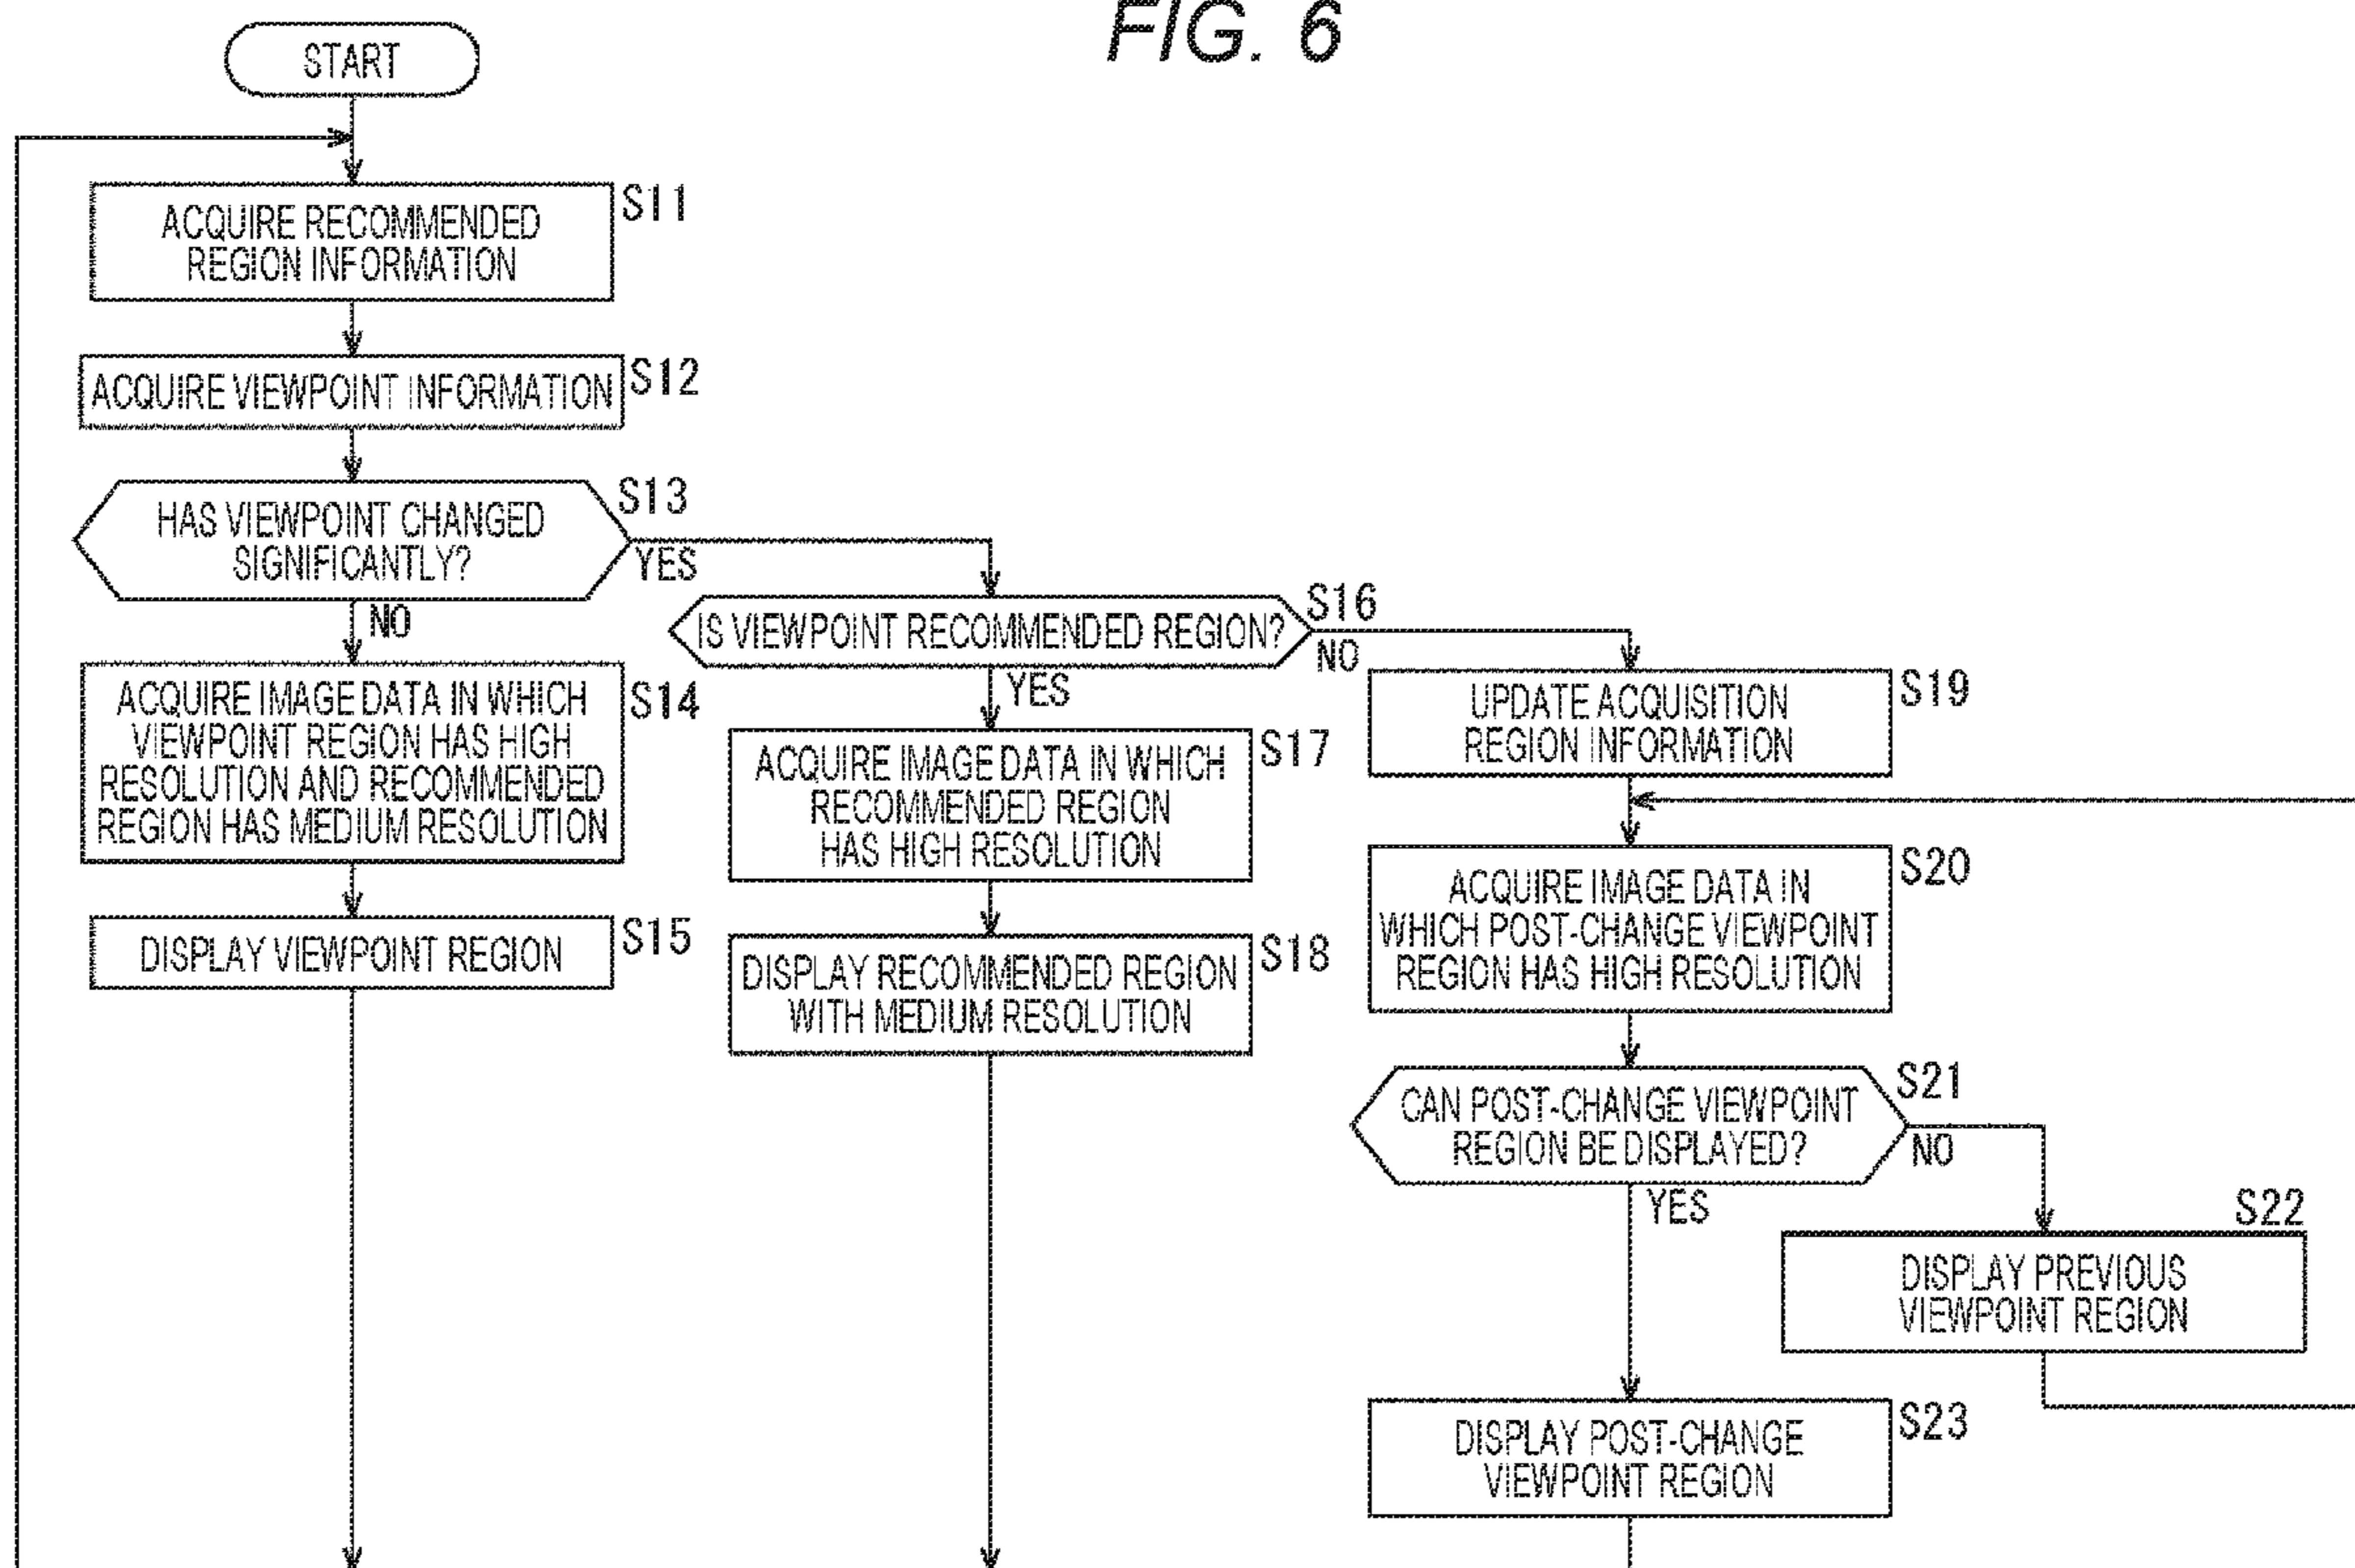 FIG. 6
START
ACQUIRE RECOMMENDED
REGION INFORMATION
S11
ACQUIRE VIEWPOINT INFORMATION
S12
HAS VIEWPOINT CHANGED
SIGNIFICANTLY?
S13
YES
NO
ACQUIRE IMAGE DATA IN WHICH
VIEWPOINT REGION HAS HIGH
RESOLUTION AND RECOMMENDED
REGION HAS MEDIUM RESOLUTION
S14
DISPLAY VIEWPOINT REGION
S15
IS VIEWPOINT RECOMMENDED REGION?
S16
NO
YES
ACQUIRE IMAGE DATA IN WHICH
RECOMMENDED REGION
HAS HIGH RESOLUTION
S17
DISPLAY RECOMMENDED REGION
WITH MEDIUM RESOLUTION
S18
UPDATE ACQUISITION
REGION INFORMATION
S19
ACQUIRE IMAGE DATA IN
WHICH POST-CHANGE VIEWPOINT
REGION HAS HIGH RESOLUTION
S20
CAN POST-CHANGE VIEWPOINT
REGION BE DISPLAYED?
S21
NO
YES
S22
DISPLAY PREVIOUS
VIEWPOINT REGION
DISPLAY POST-CHANGE
VIEWPOINT REGION
S23